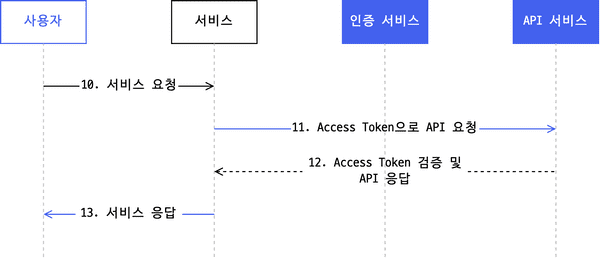 사용자
서비스
인증 서비스
API 서비스
10. 서비스 요청
11. Access Token으로 API 요청
12. Access Token 검증 및
API 응답
13. 서비스 응답